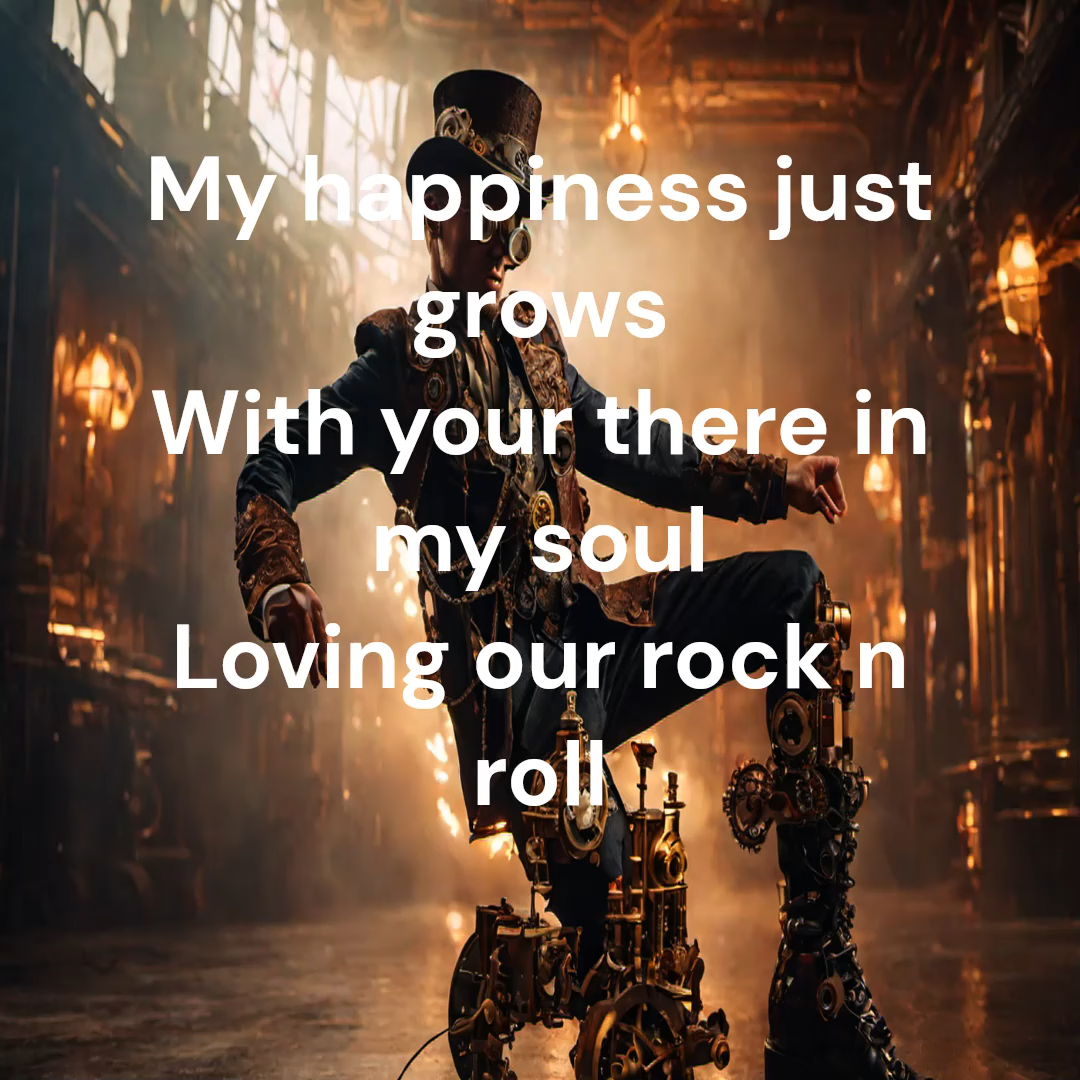 My happiness just
grows
With your there in
my soul
Loving our rock n
roll